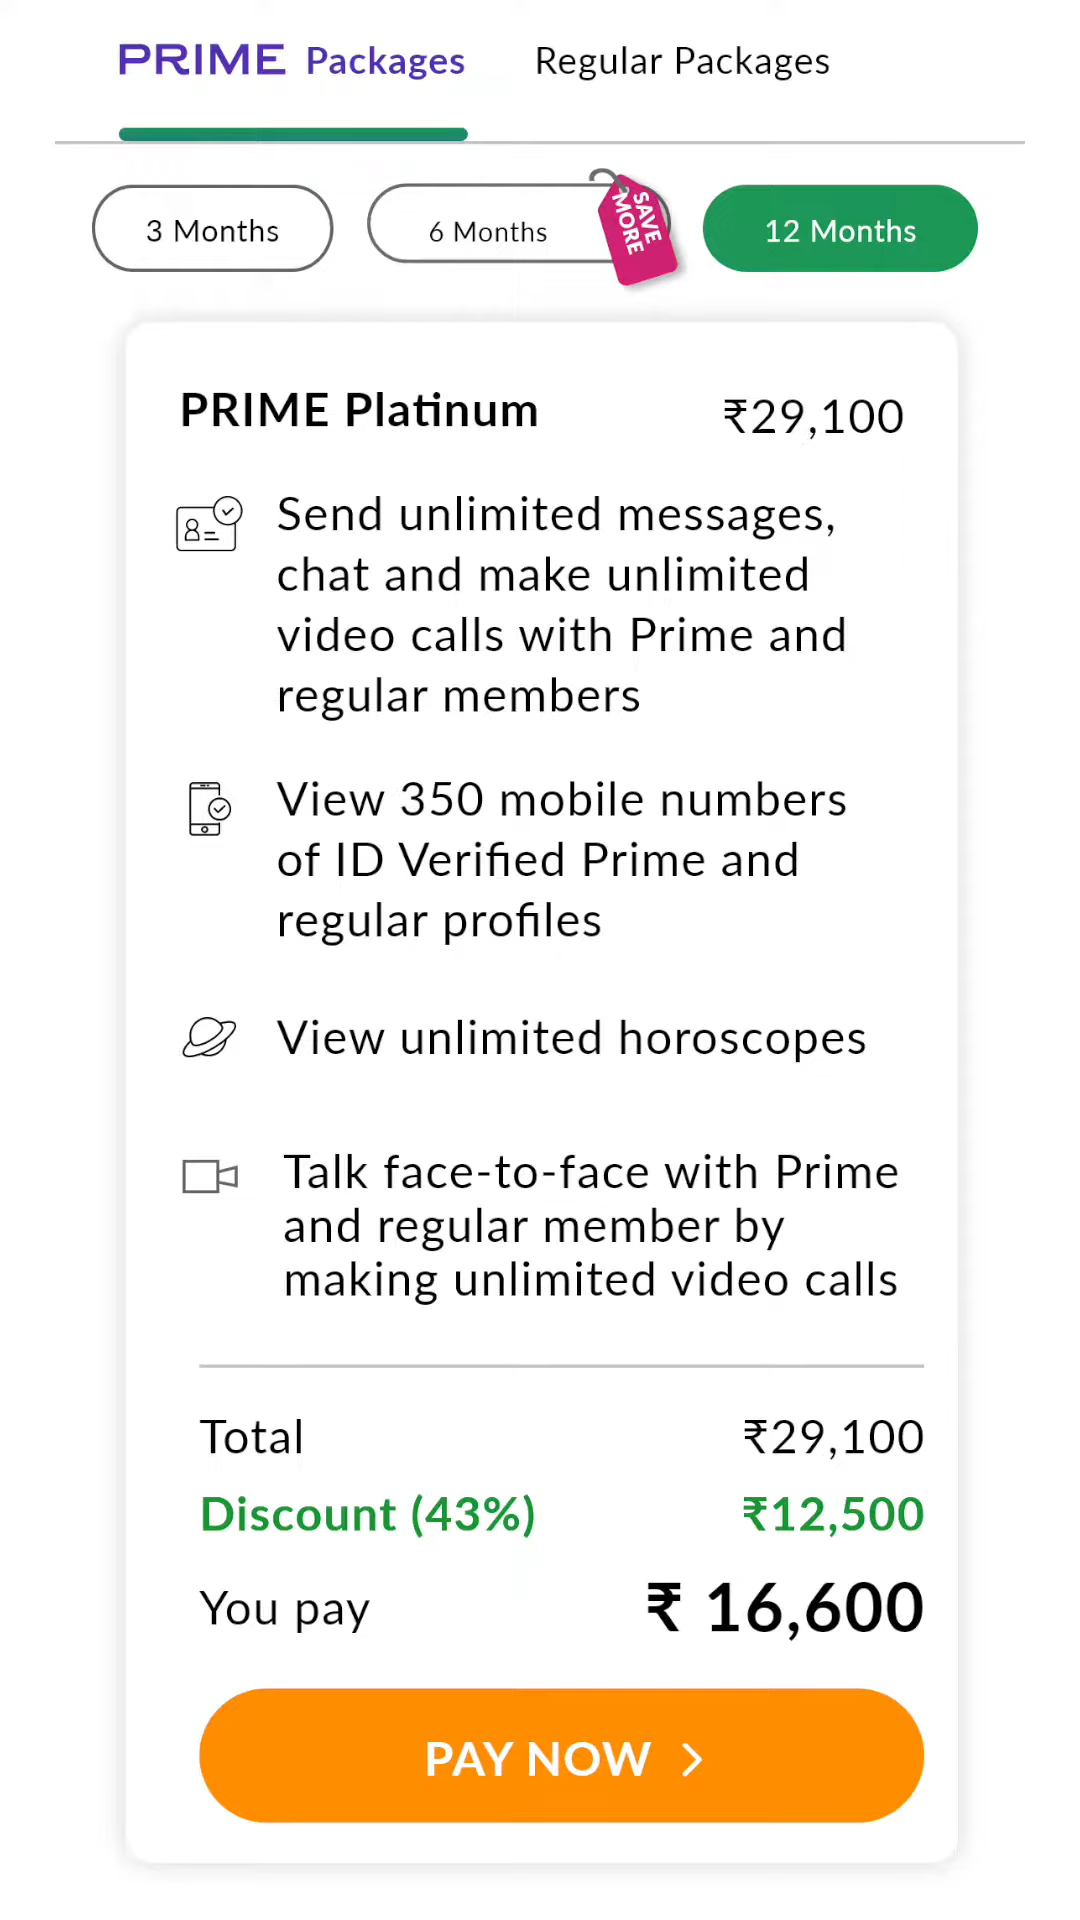 PRIME Packages Regular Packages
3 Months 6 Months SAVE MORE 12 Months
PRIME Platinum ₹29,100
Send unlimited messages,
chat and make unlimited
video calls with Prime and
regular members
View 350 mobile numbers
of ID Verified Prime and
regular profiles
View unlimited horoscopes
Talk face-to-face with Prime
and regular member by
making unlimited video calls
Total ₹29,100
Discount (43%) ₹12,500
You pay ₹ 16,600
PAY NOW >